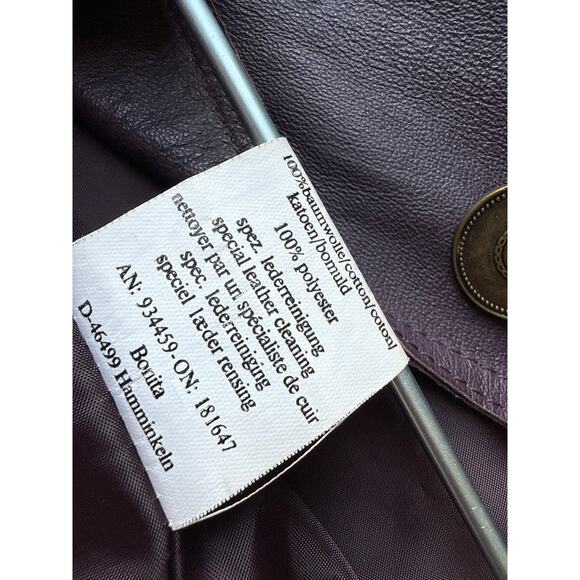 100%baumwolle/cotton/coton/
katoen/bomuld
100% polyester
spez. lederreinigung
special leather cleaning
nettoyer par un spécialiste de cuir
spec. lederreiniging
speciel læder rensing
AN: 934459-ON: 181647
Bonita
D-46499 Hamminkeln